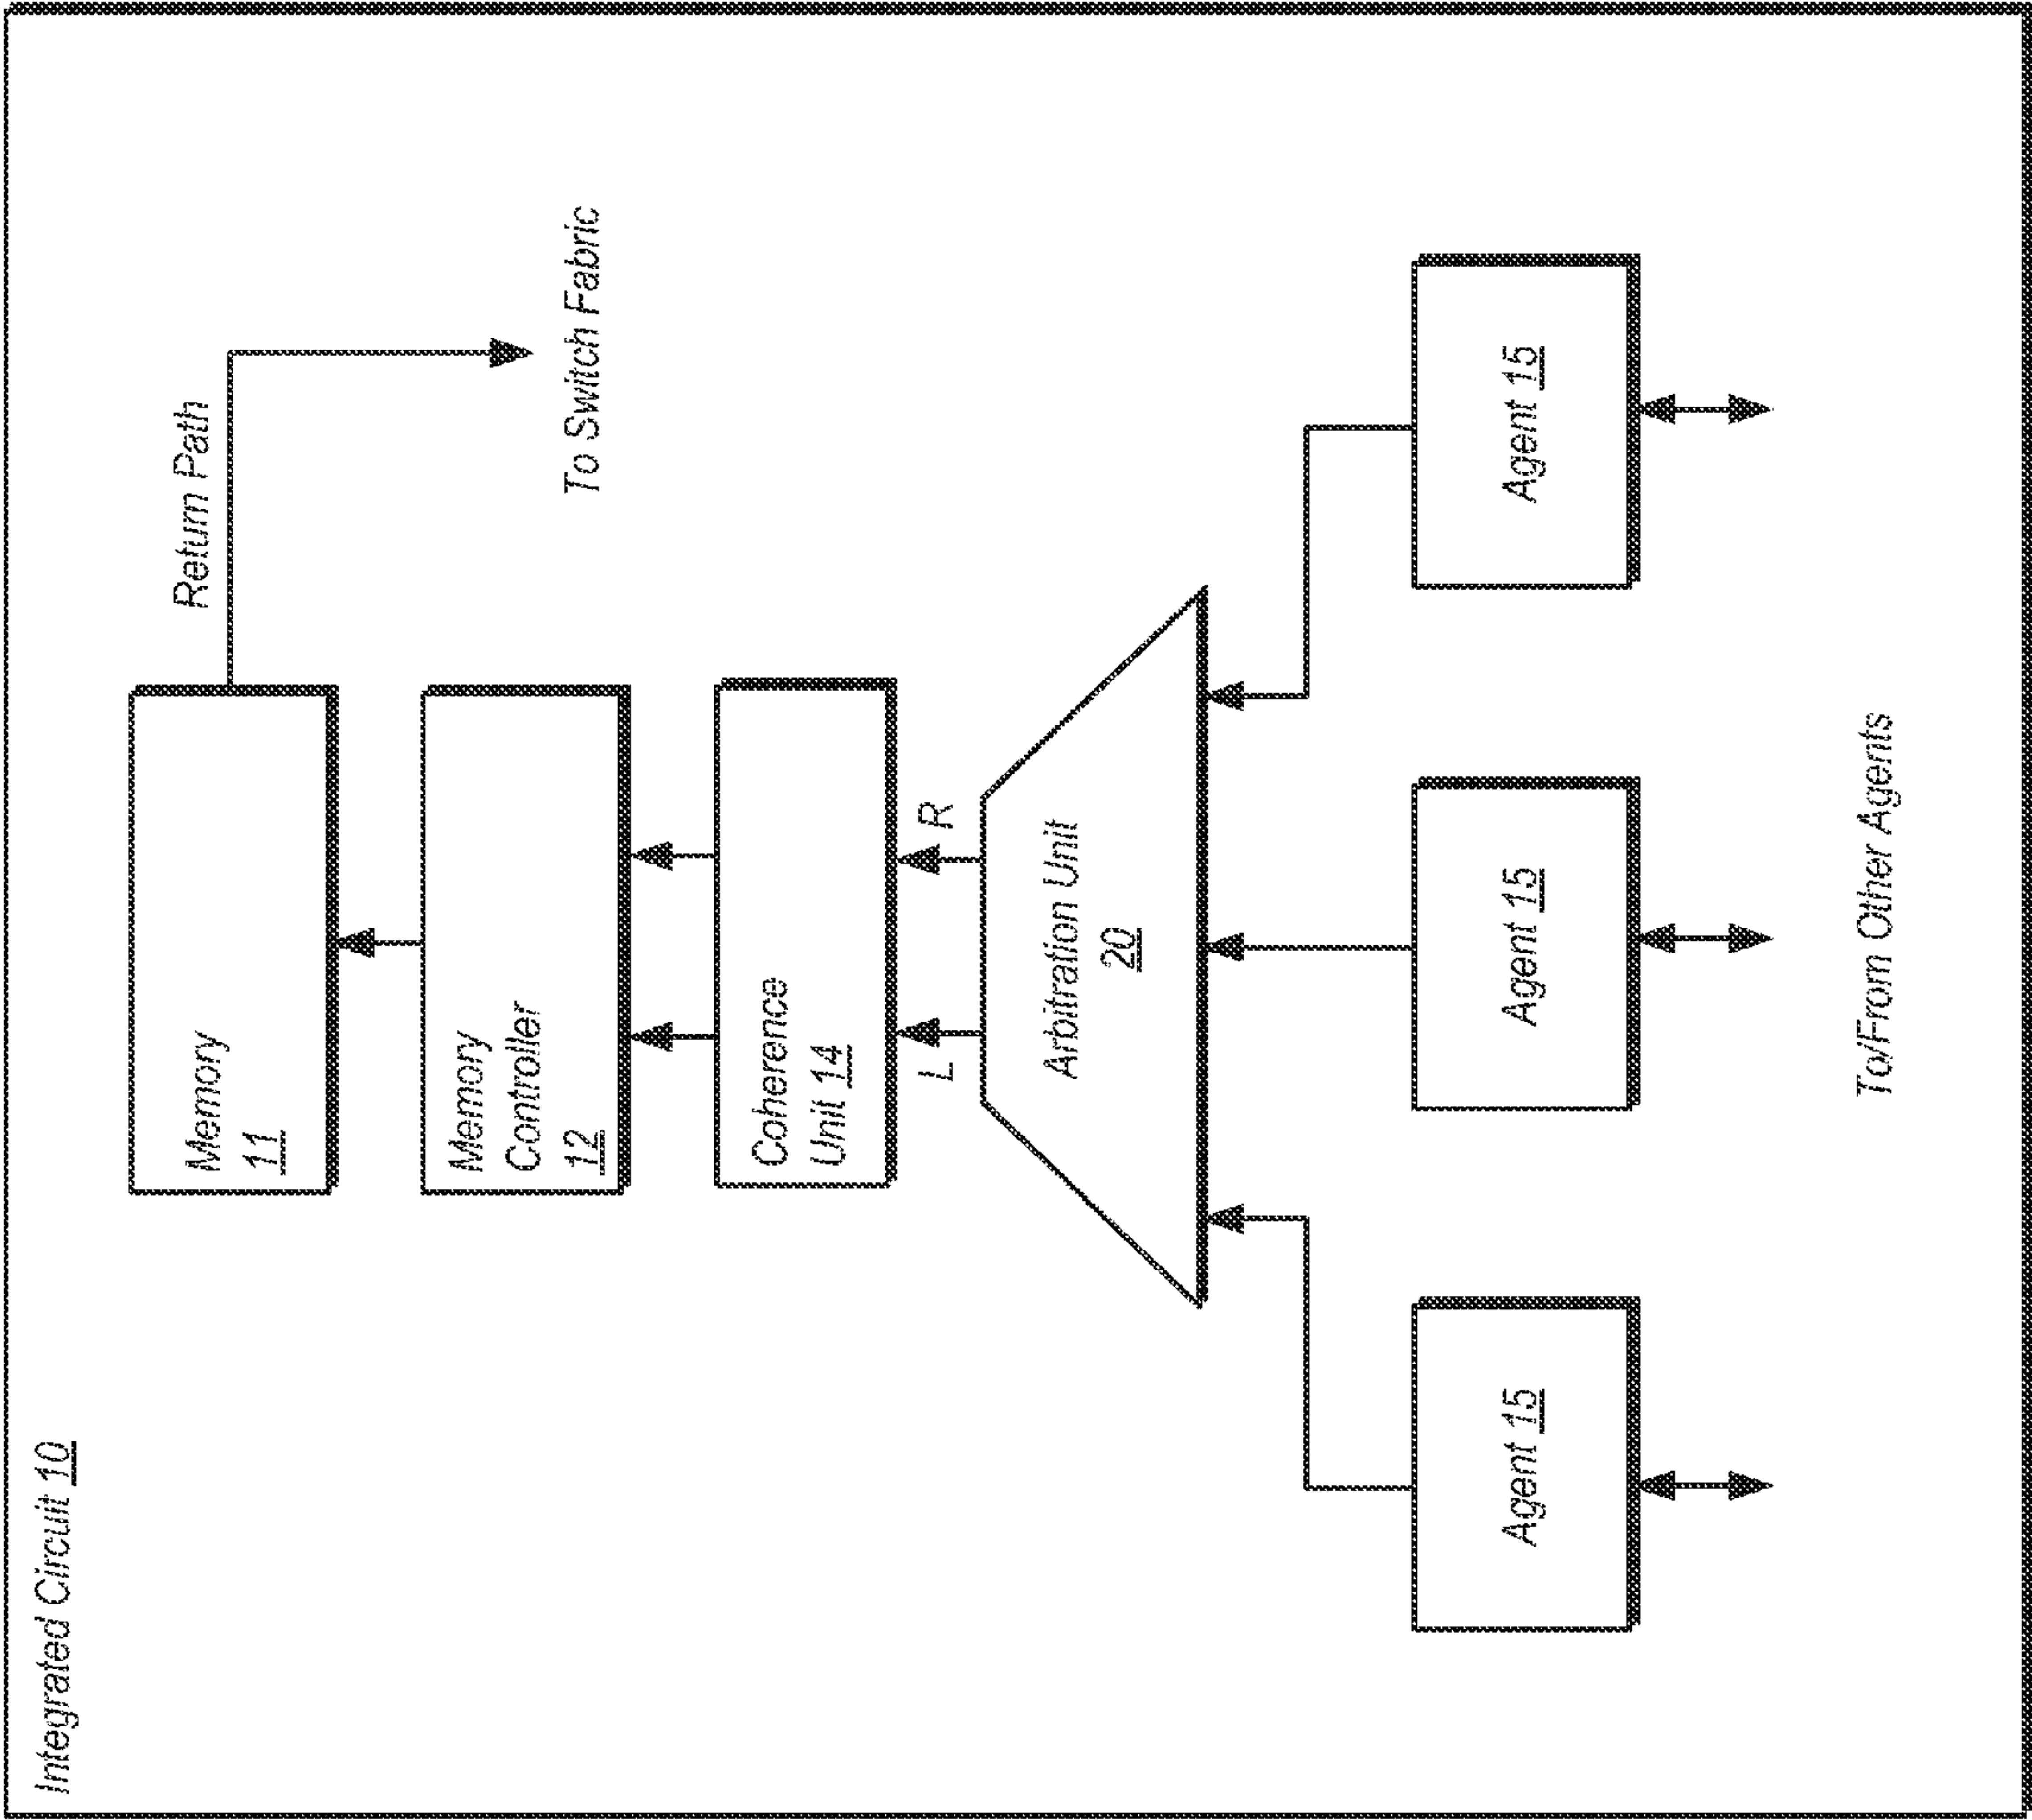 Integrated Circuit 10
Memory
11
Return Path
Memory
Controller
12
To Switch Fabric
Coherence
Unit 14
L
R
Arbitration Unit
20
Agent 15
Agent 15
Agent 15
To/From Other Agents